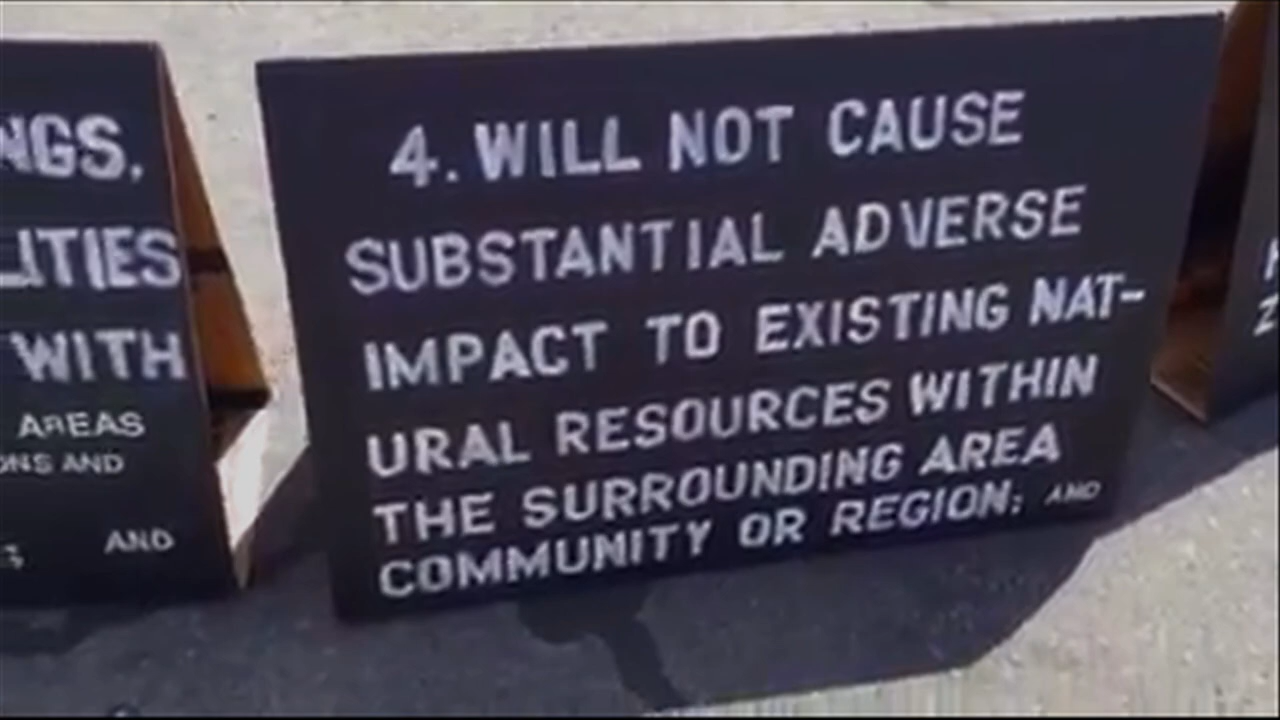 NGS,
LITIES
WITH
AREAS
ONS AND
AND
4. WILL NOT CAUSE
SUBSTANTIAL ADVERSE
IMPACT TO EXISTING NAT-
URAL RESOURCES WITHIN
THE SURROUNDING AREA
COMMUNITY OR REGION; AND